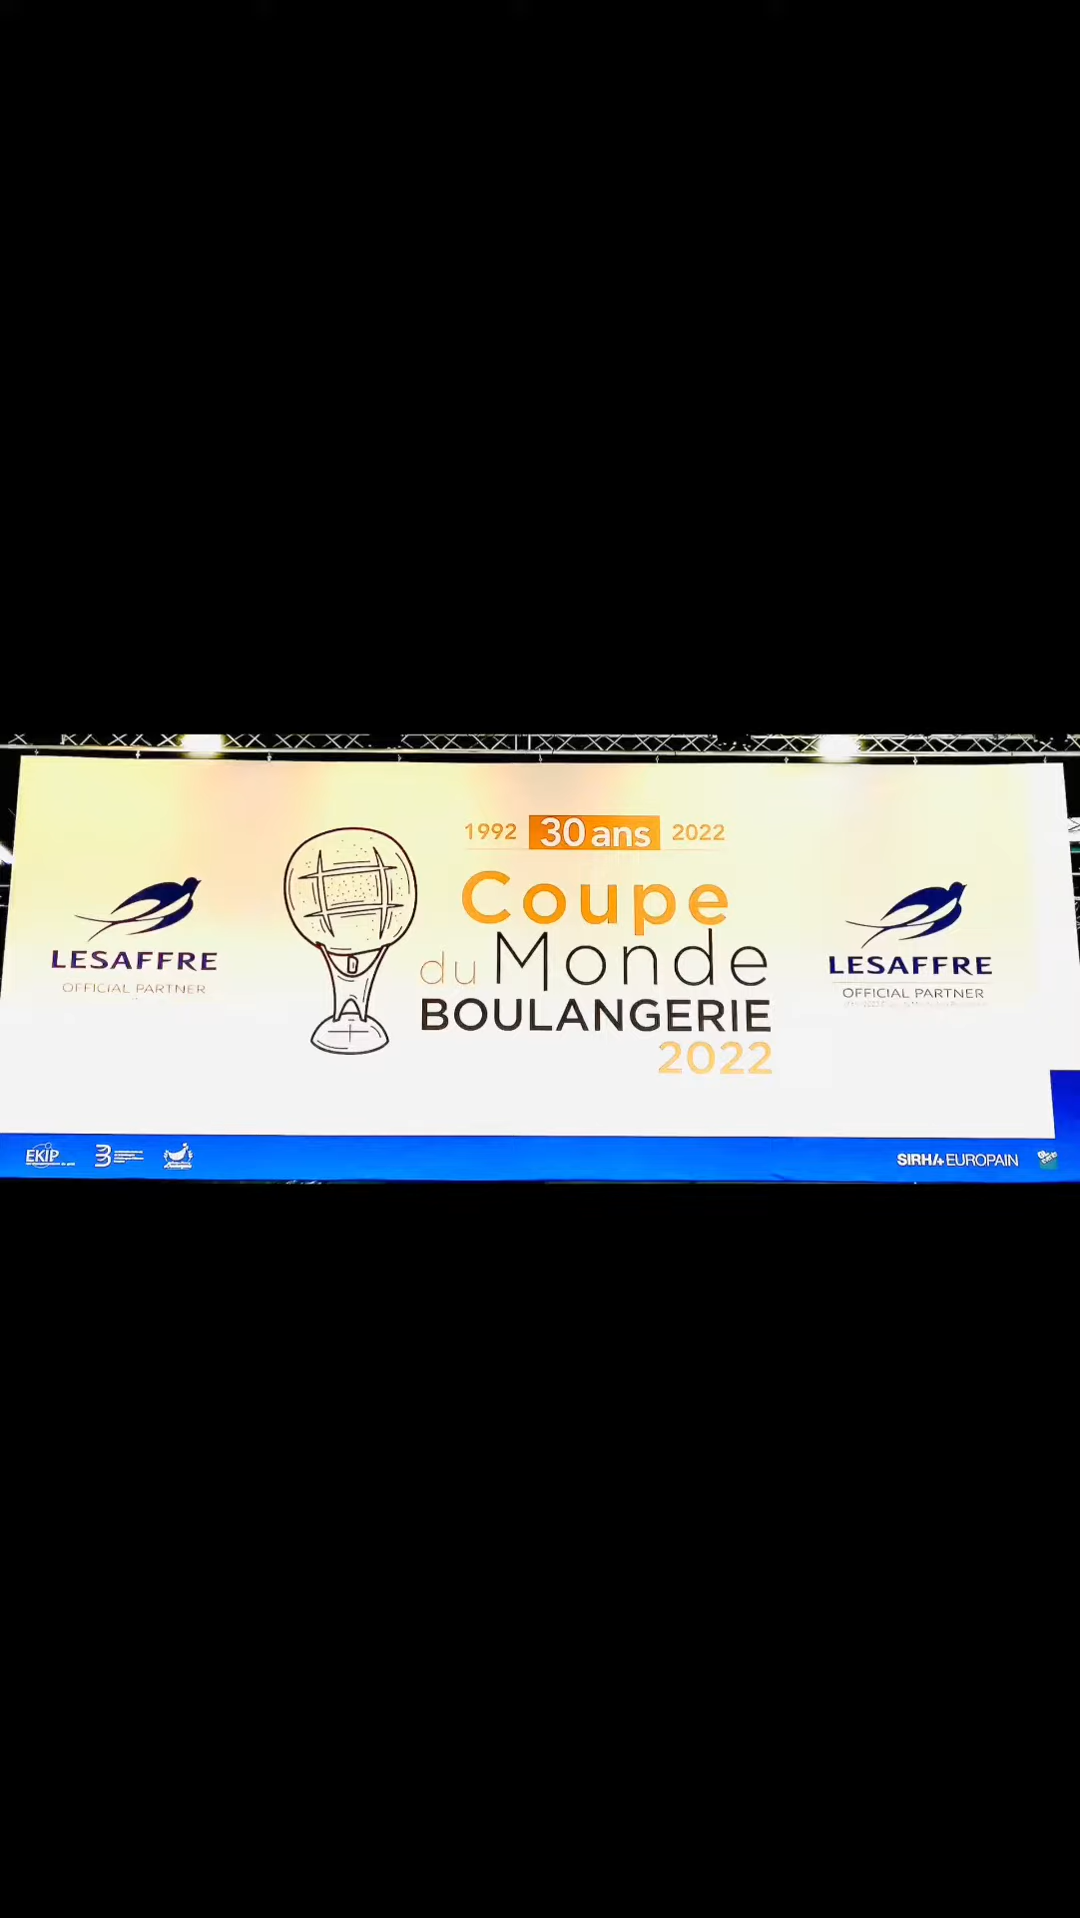 1992 30 ans 2022
Coupe
du Monde
BOULANGERIE
2022
LESAFFRE
OFFICIAL PARTNER
LESAFFRE
OFFICIAL PARTNER
EKIP
SIRHA EUROPAIN